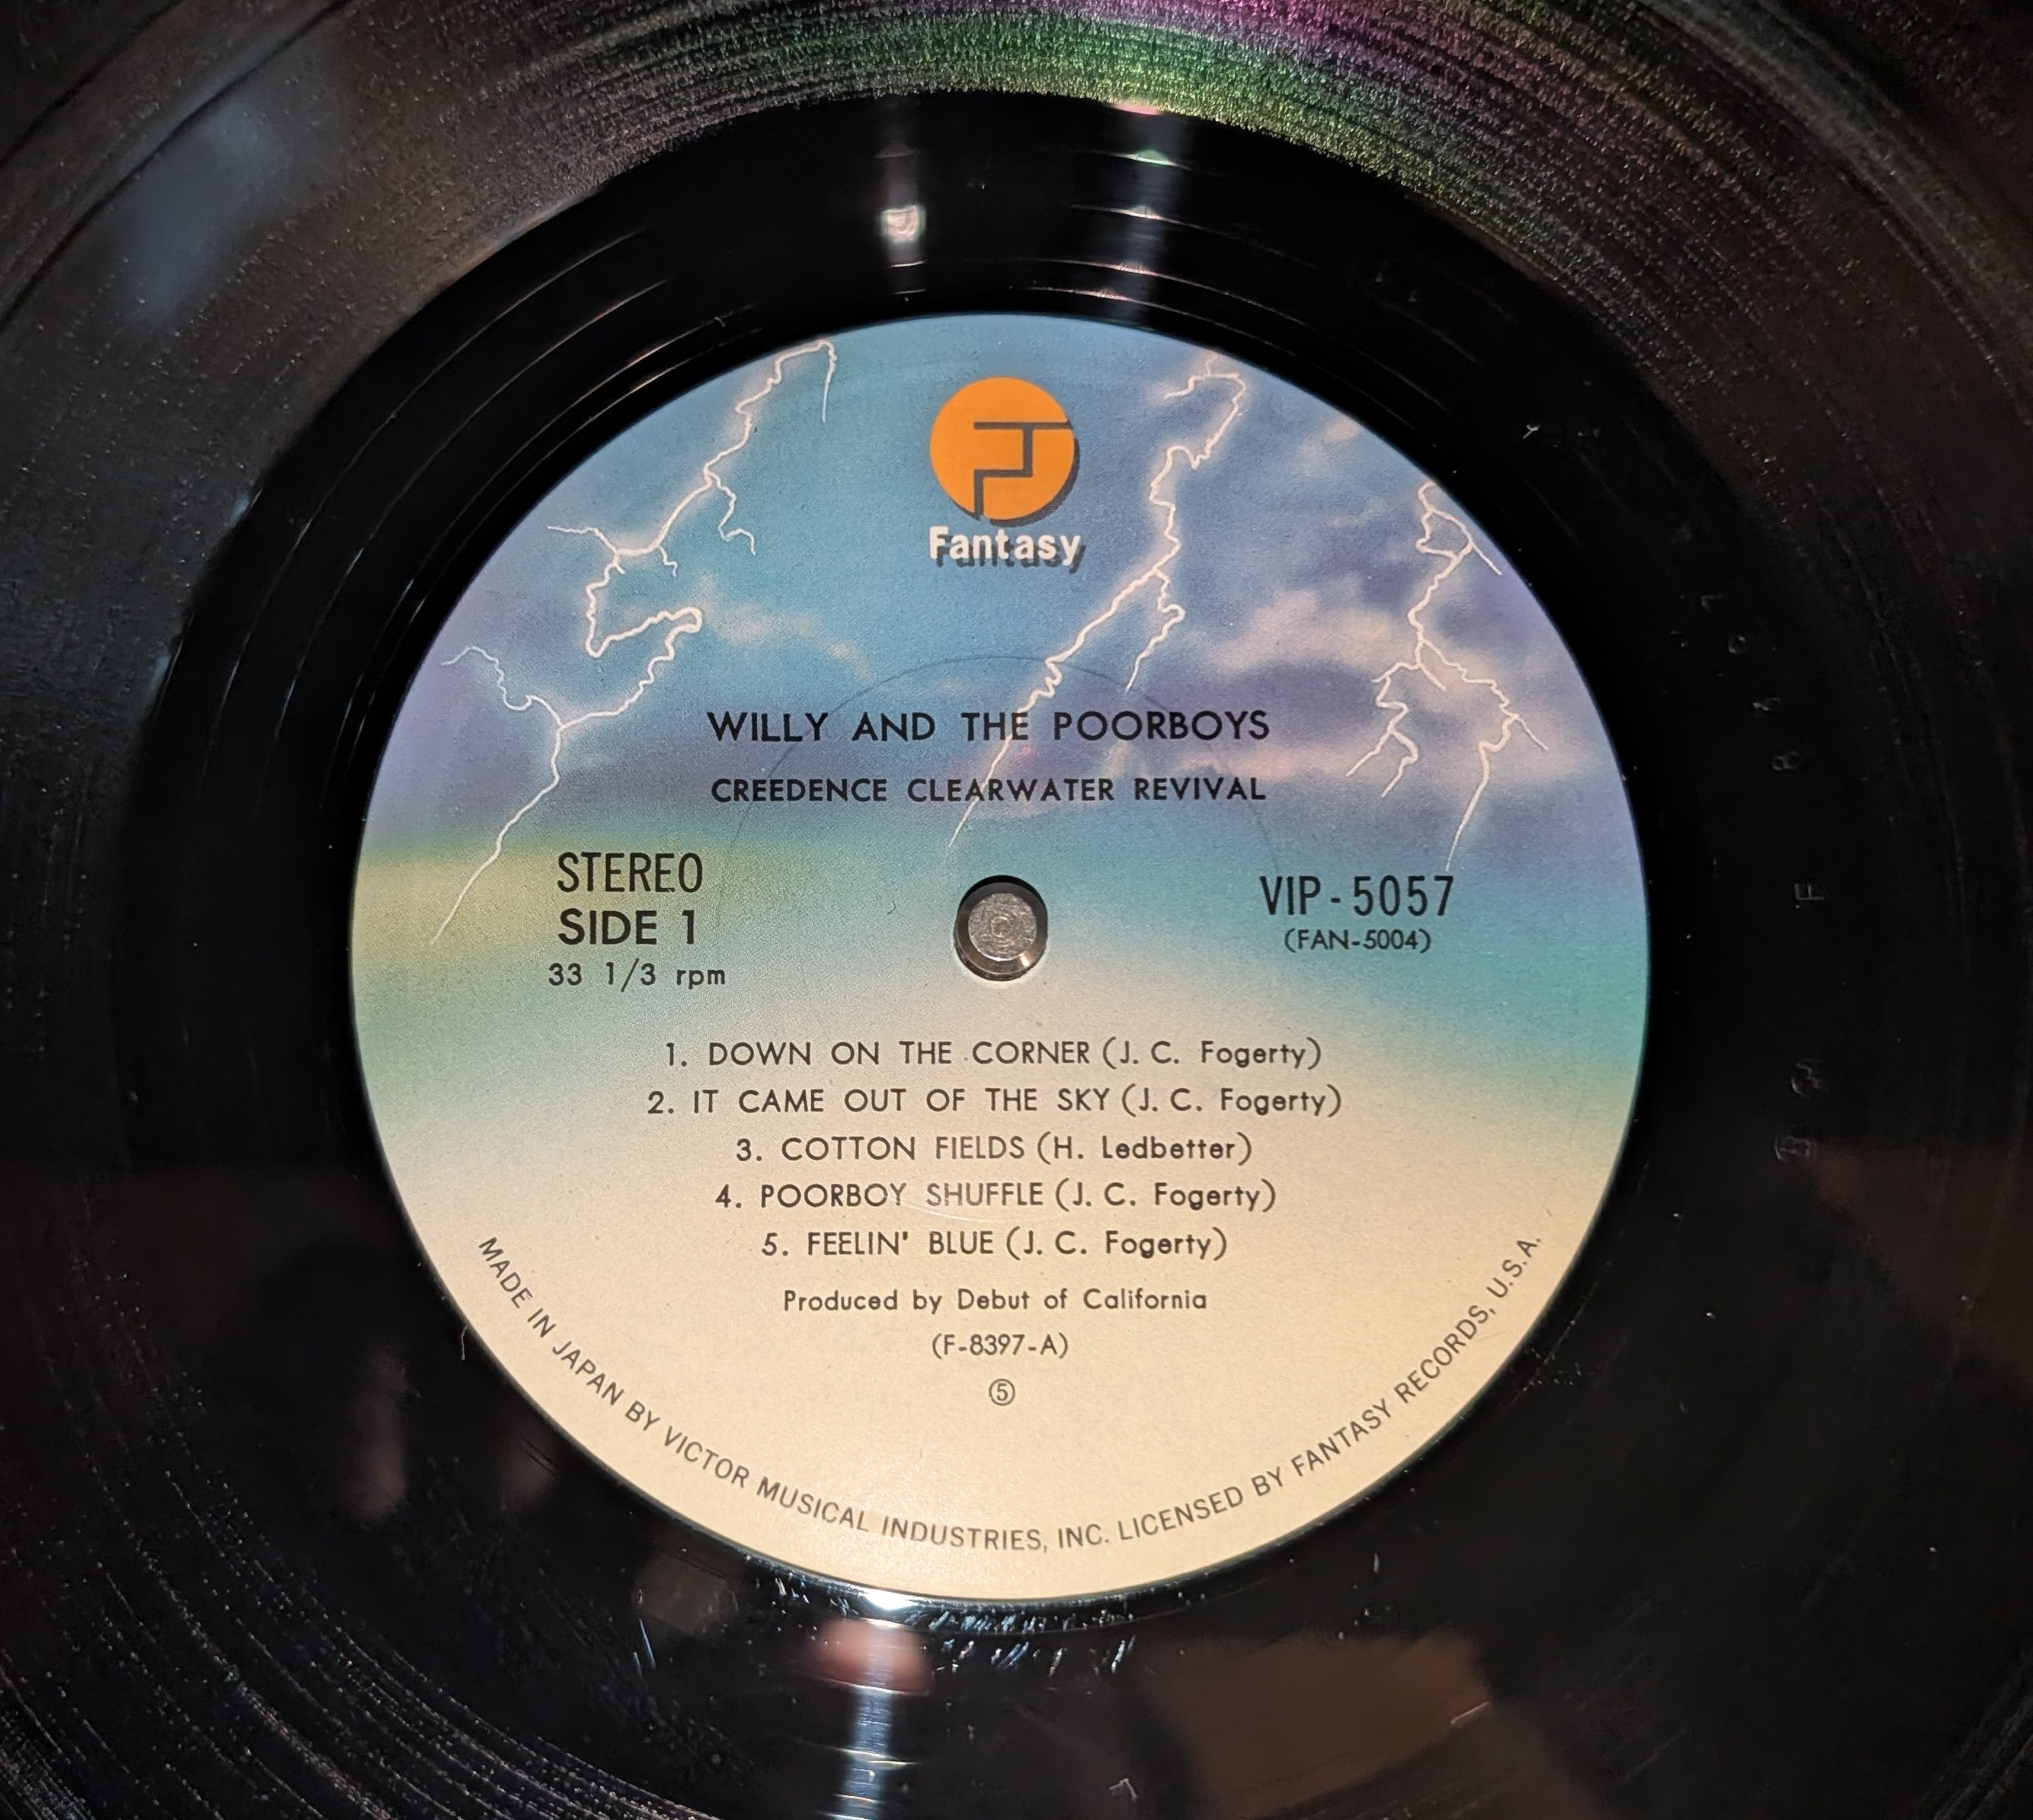 Fantasy
WILLY AND THE POORBOYS
CREEDENCE CLEARWATER REVIVAL
STEREO
SIDE 1
33 1/3 rpm
VIP-5057
(FAN-5004)
1. DOWN ON THE CORNER (J. C. Fogerty)
2. IT CAME OUT OF THE SKY (J. C. Fogerty)
3. COTTON FIELDS (H. Ledbetter)
4. POORBOY SHUFFLE (J. C. Fogerty)
5. FEELIN' BLUE (J. C. Fogerty)
Produced by Debut of California
(F-8397-A)
⑤
MADE IN JAPAN BY VICTOR MUSICAL INDUSTRIES, INC. LICENSED BY FANTASY RECORDS, U.S.A.